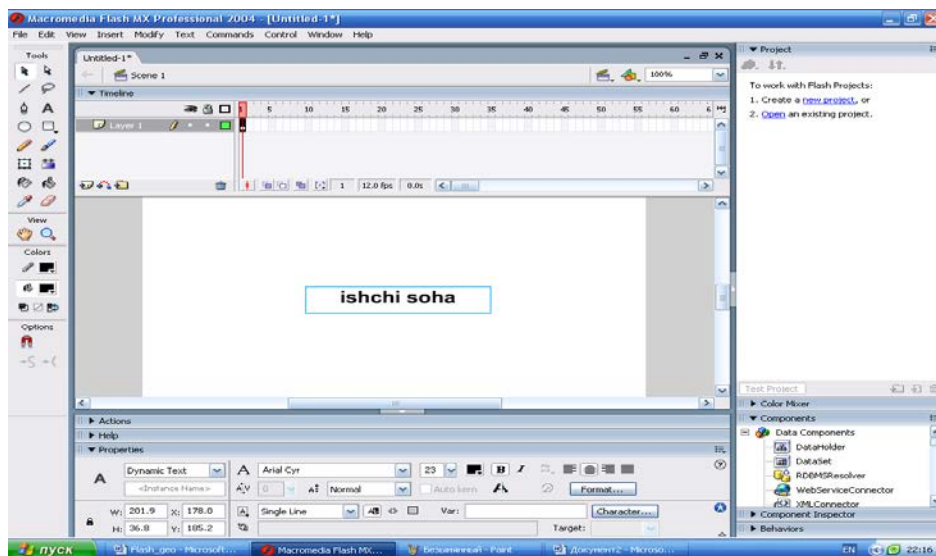 Macromedia Flash MX Professional 2004 - [Untitled-1*]
File Edit View Insert Modify Text Commands Control Window Help
Tools
View
Colors
Options
Untitled-1*
Scene 1
100%
Timeline
5 10 15 20 25 30 35 40 45 50 55 60 6
Layer 1
1 12.0 fps 0.0s
ishchi soha
Actions
Help
Properties
Dynamic Text
Arial Cyr
23
<Instance Name>
0
Normal
Auto kern
Format...
W: 201.9 X: 178.0
Single Line
Var:
Character...
H: 36.8 Y: 185.2
Target:
Project
To work with Flash Projects:
1. Create a new project, or
2. Open an existing project.
Test Project
Color Mixer
Components
Data Components
DataHolder
DataSet
RDBMSResolver
WebServiceConnector
XMLConnector
Component Inspector
Behaviors
пуск
Flash_geo - Microsoft...
Macromedia Flash MX...
Безымянный - Paint
Документ2 - Microso...
EN
22:16